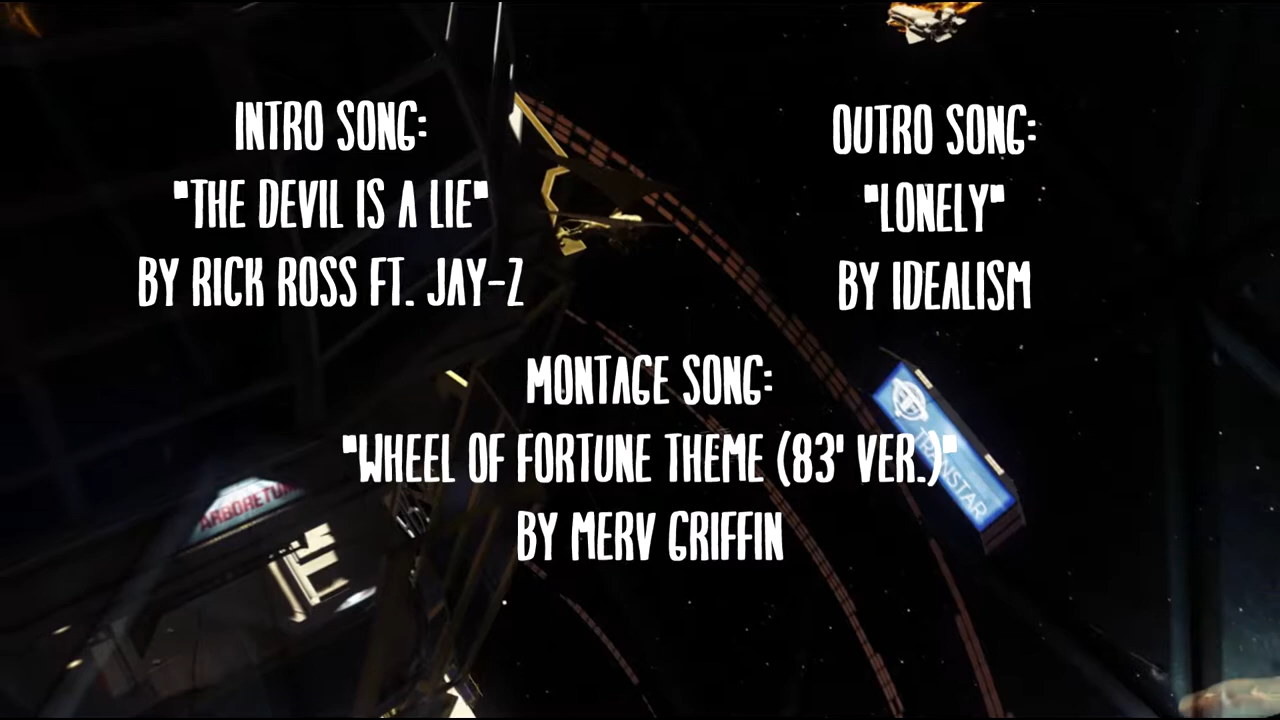 INTRO SONG:
"THE DEVIL IS A LIE"
BY RICK ROSS FT. JAY-Z
OUTRO SONG:
"LONELY"
BY IDEALISM
MONTAGE SONG:
"WHEEL OF FORTUNE THEME (83' VER.)"
BY MERV GRIFFIN
TRANSTAR
ARBORETUM